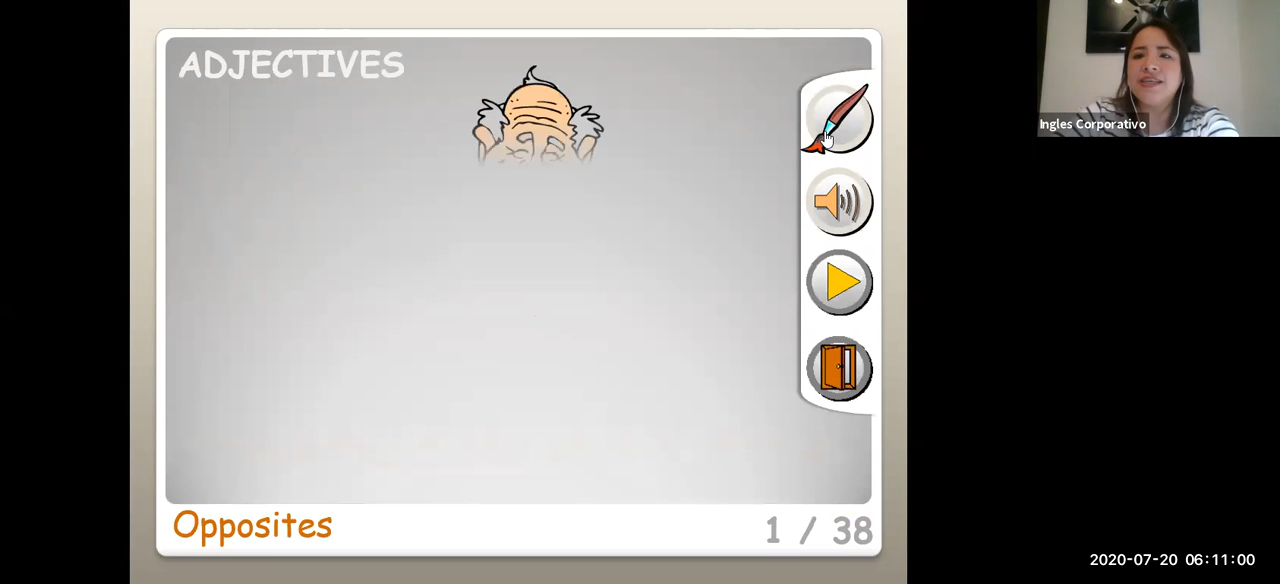 ADJECTIVES
Ingles Corporativo
Opposites
1 / 38
2020-07-20 06:11:00